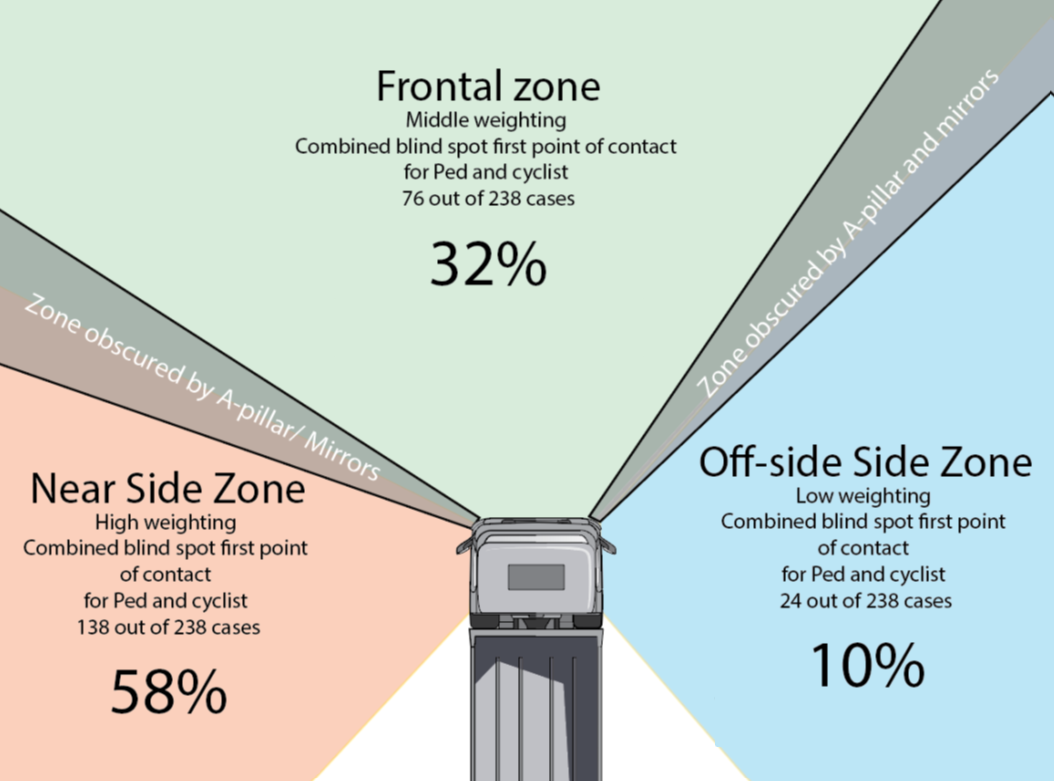 Frontal zone
Middle weighting
Combined blind spot first point of contact
for Ped and cyclist
76 out of 238 cases
32%
Zone obscured by A-pillar/ Mirrors
Zone obscured by A-pillar and mirrors
Near Side Zone
High weighting
Combined blind spot first point
of contact
for Ped and cyclist
138 out of 238 cases
58%
Off-side Side Zone
Low weighting
Combined blind spot first point
of contact
for Ped and cyclist
24 out of 238 cases
10%